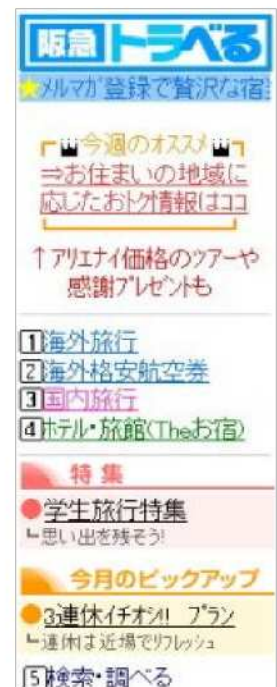 阪急トラベる
メルマガ登録で贅沢な宿
今週のオススメ
⇒お住まいの地域に
応じたおトク情報はココ
↑アリエナイ価格のツアーや
感謝プレゼントも
1海外旅行
2海外格安航空券
3国内旅行
4ホテル・旅館(Theお宿)
特集
●学生旅行特集
┗思い出を残そう!
今月のピックアップ
●3連休イチオシ!! プラン
┗連休は近場でリフレッシュ
5検索・調べる